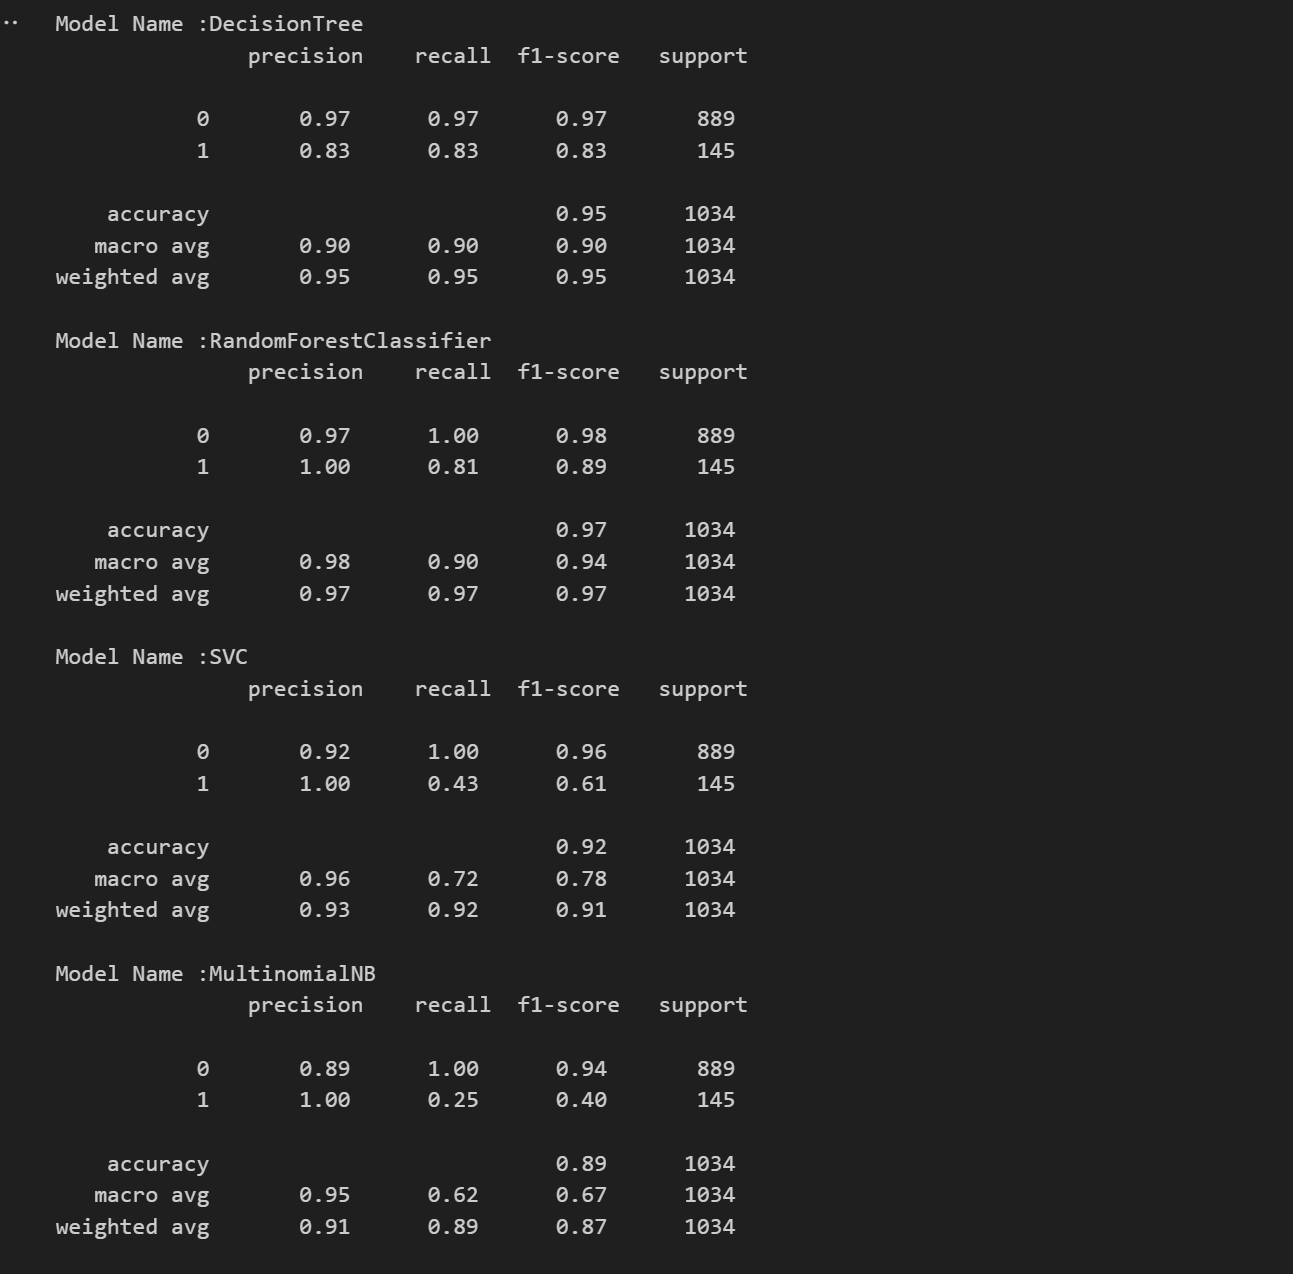 Model Name :DecisionTree
precision recall f1-score support
0 0.97 0.97 0.97 889
1 0.83 0.83 0.83 145
accuracy 0.95 1034
macro avg 0.90 0.90 0.90 1034
weighted avg 0.95 0.95 0.95 1034
Model Name :RandomForestClassifier
precision recall f1-score support
0 0.97 1.00 0.98 889
1 1.00 0.81 0.89 145
accuracy 0.97 1034
macro avg 0.98 0.90 0.94 1034
weighted avg 0.97 0.97 0.97 1034
Model Name :SVC
precision recall f1-score support
0 0.92 1.00 0.96 889
1 1.00 0.43 0.61 145
accuracy 0.92 1034
macro avg 0.96 0.72 0.78 1034
weighted avg 0.93 0.92 0.91 1034
Model Name :MultinomialNB
precision recall f1-score support
0 0.89 1.00 0.94 889
1 1.00 0.25 0.40 145
accuracy 0.89 1034
macro avg 0.95 0.62 0.67 1034
weighted avg 0.91 0.89 0.87 1034